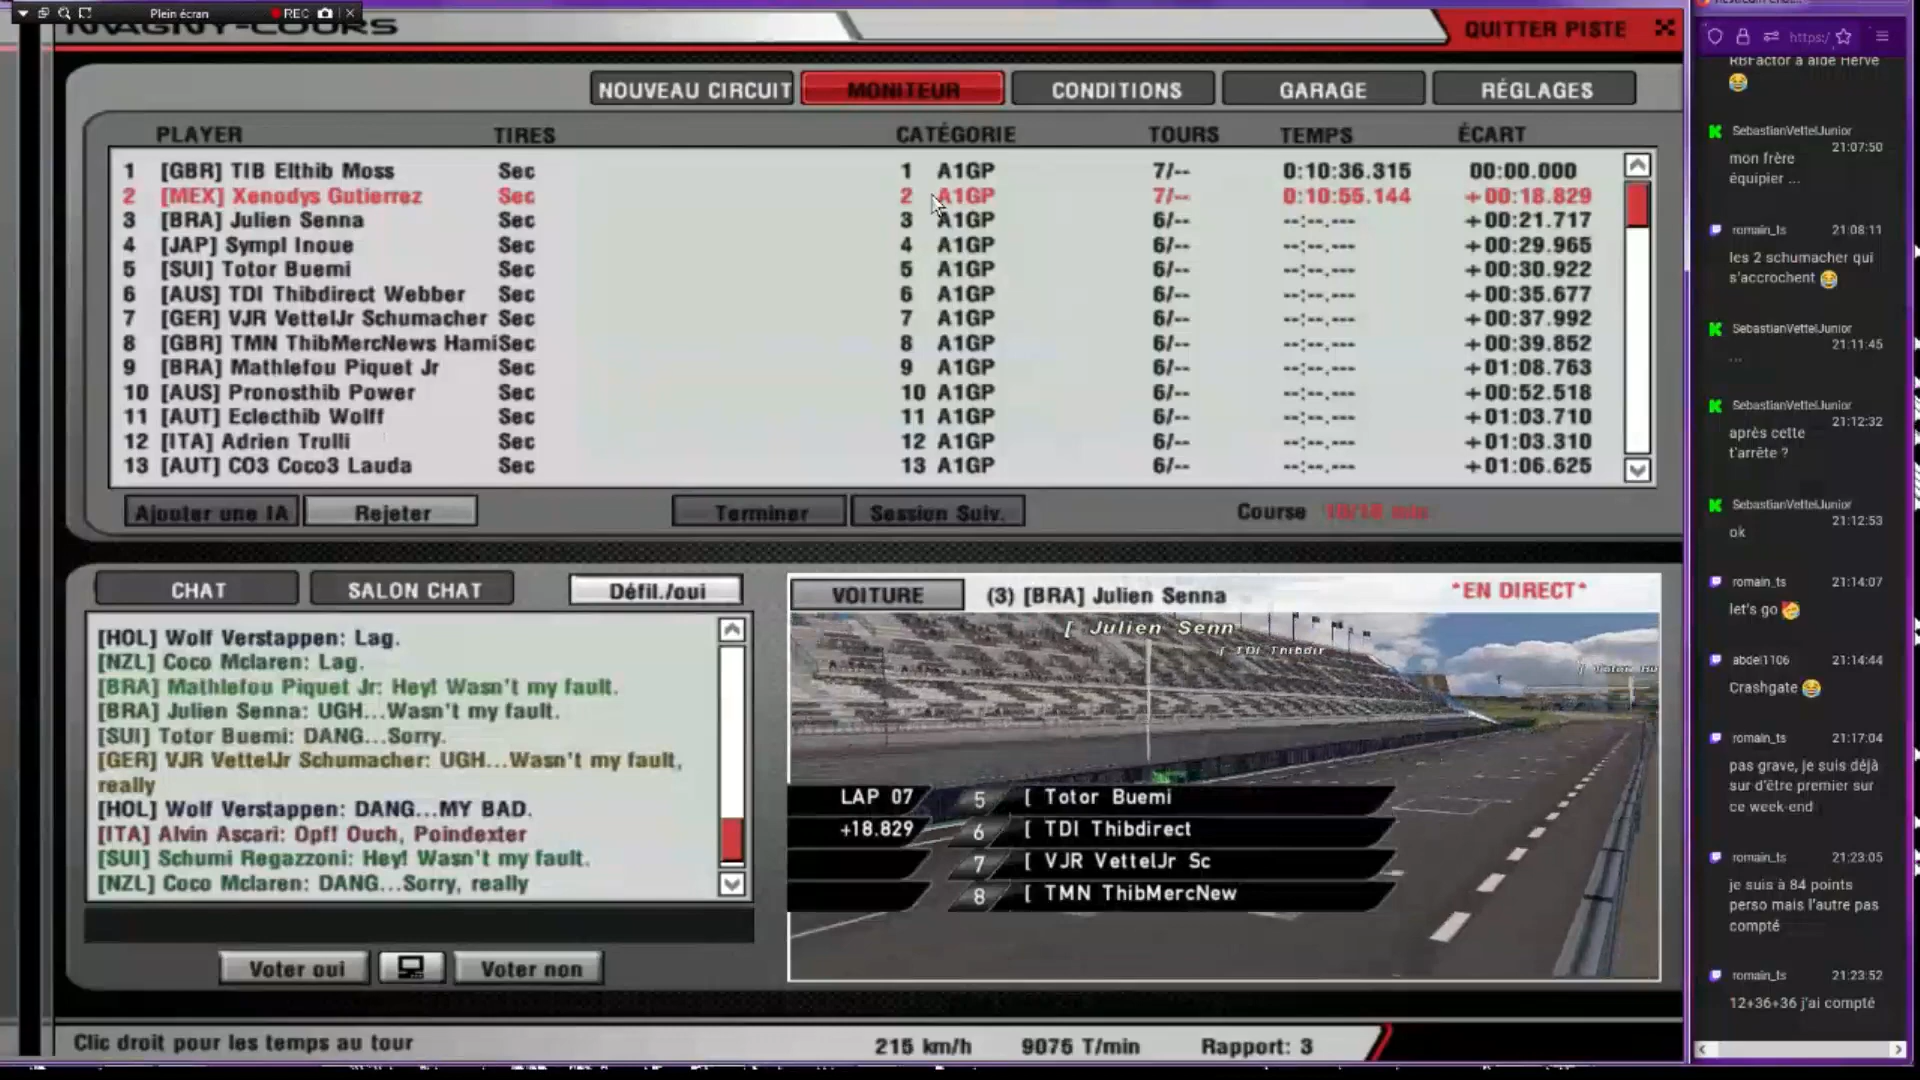 Plein écran
REC
MAGNY-COURS
QUITTER PISTE
NOUVEAU CIRCUIT
MONITEUR
CONDITIONS
GARAGE
RÉGLAGES
PLAYER TIRES CATÉGORIE TOURS TEMPS ÉCART
1 [GBR] TIB Elthib Moss Sec 1 A1GP 7/-- 0:10:36.315 00:00.000
2 [MEX] Xenodys Gutierrez Sec 2 A1GP 7/-- 0:10:55.144 +00:18.829
3 [BRA] Julien Senna Sec 3 A1GP 6/-- --:--.--- +00:21.717
4 [JAP] Sympl Inoue Sec 4 A1GP 6/-- --:--.--- +00:29.965
5 [SUI] Totor Buemi Sec 5 A1GP 6/-- --:--.--- +00:30.922
6 [AUS] TDI Thibdirect Webber Sec 6 A1GP 6/-- --:--.--- +00:35.677
7 [GER] VJR VettelJr Schumacher Sec 7 A1GP 6/-- --:--.--- +00:37.992
8 [GBR] TMN ThibMercNews Hami Sec 8 A1GP 6/-- --:--.--- +00:39.852
9 [BRA] Mathlefou Piquet Jr Sec 9 A1GP 6/-- --:--.--- +01:08.763
10 [AUS] Pronosthib Power Sec 10 A1GP 6/-- --:--.--- +00:52.518
11 [AUT] Eclecthib Wolff Sec 11 A1GP 6/-- --:--.--- +01:03.710
12 [ITA] Adrien Trulli Sec 12 A1GP 6/-- --:--.--- +01:03.310
13 [AUT] CO3 Coco3 Lauda Sec 13 A1GP 6/-- --:--.--- +01:06.625
Ajouter une IA
Rejeter
Terminer
Session Suiv.
Course
CHAT
SALON CHAT
Défil./oui
[HOL] Wolf Verstappen: Lag.
[NZL] Coco Mclaren: Lag.
[BRA] Mathlefou Piquet Jr: Hey! Wasn't my fault.
[BRA] Julien Senna: UGH...Wasn't my fault.
[SUI] Totor Buemi: DANG...Sorry.
[GER] VJR VettelJr Schumacher: UGH...Wasn't my fault,
really
[HOL] Wolf Verstappen: DANG...MY BAD.
[ITA] Alvin Ascari: Opf! Ouch, Poindexter
[SUI] Schumi Regazzoni: Hey! Wasn't my fault.
[NZL] Coco Mclaren: DANG...Sorry, really
Voter oui
Voter non
VOITURE
(3) [BRA] Julien Senna
*EN DIRECT*
[ Julien Senn
[ TDI Thibdir
LAP 07 5 [ Totor Buemi
+18.829 6 [ TDI Thibdirect
7 [ VJR VettelJr Sc
8 [ TMN ThibMercNew
Clic droit pour les temps au tour
215 km/h
9075 T/min
Rapport: 3
https:/
RBFactor a aidé Hervé
😂
SebastianVettelJunior
21:07:50
mon frère
équipier ...
romain_ts 21:08:11
les 2 schumacher qui
s'accrochent 😂
SebastianVettelJunior
21:11:45
...
SebastianVettelJunior
21:12:32
après cette
t'arrête ?
SebastianVettelJunior
21:12:53
ok
romain_ts 21:14:07
let's go 🥳
abdel1106 21:14:44
Crashgate 😂
romain_ts 21:17:04
pas grave, je suis déjà
sur d'être premier sur
ce week-end
romain_ts 21:23:05
je suis à 84 points
perso mais l'autre pas
compté
romain_ts 21:23:52
12+36+36 j'ai compté